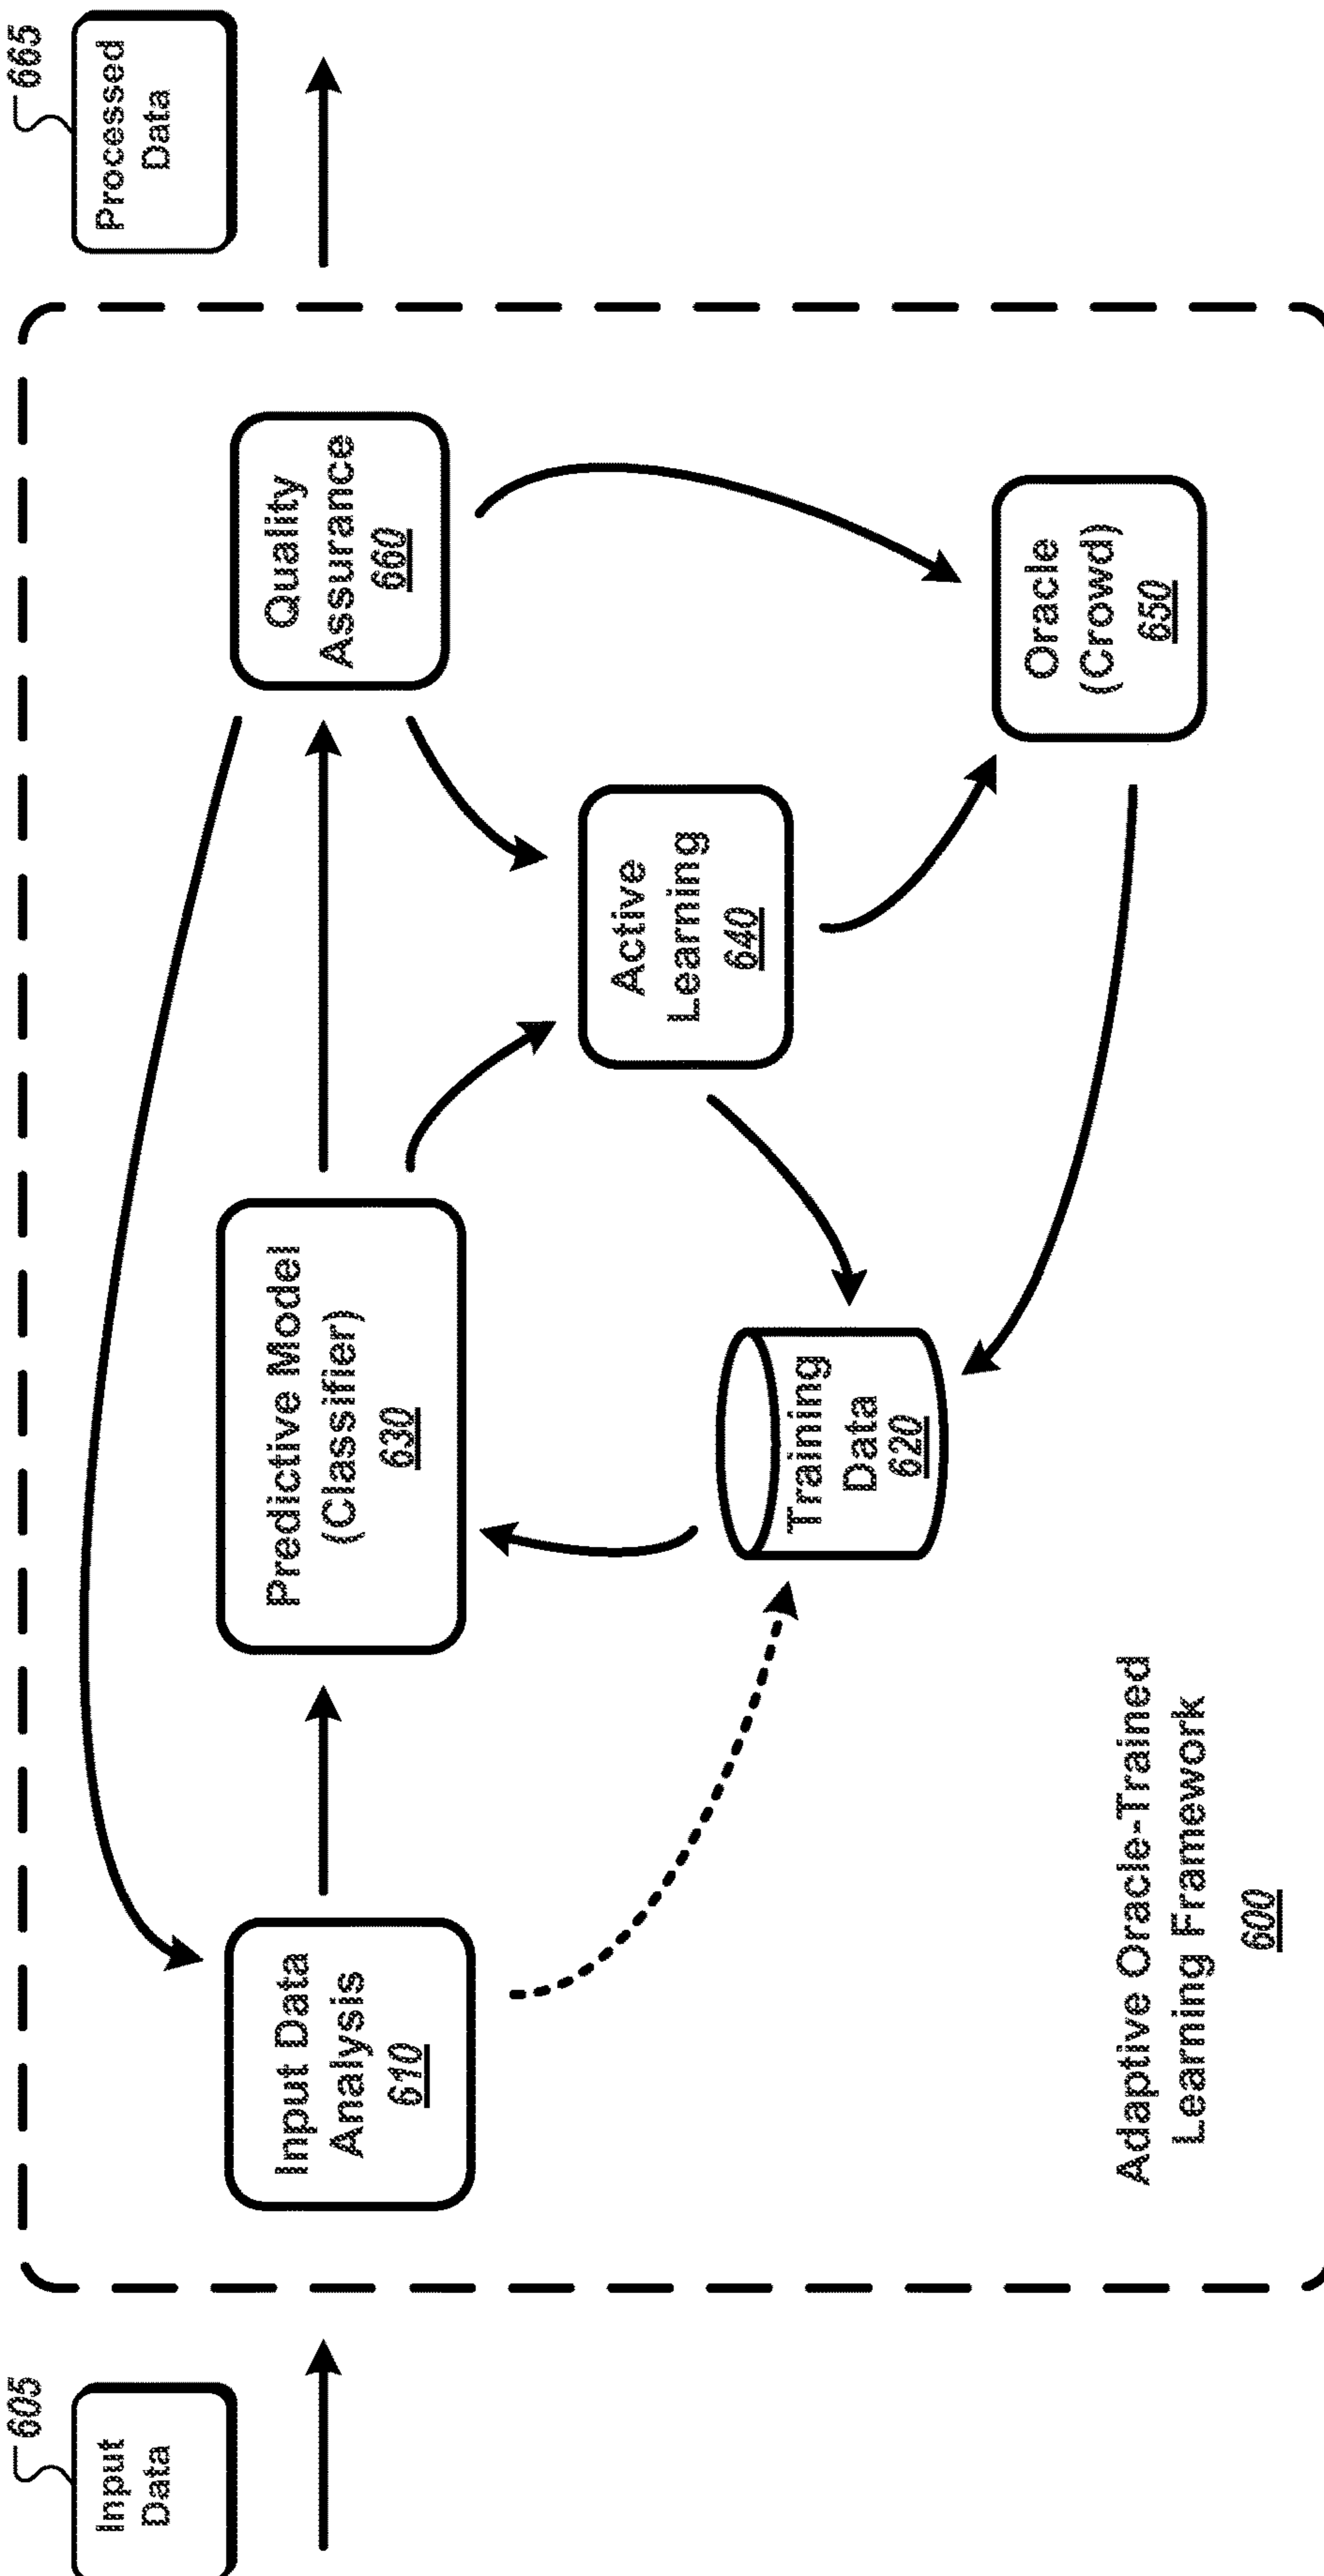 605
Input
Data
Input Data
Analysis
610
Predictive Model
(Classifier)
630
Quality
Assurance
660
665
Processed
Data
Active
Learning
640
Training
Data
620
Oracle
(Crowd)
650
Adaptive Oracle-Trained
Learning Framework
600